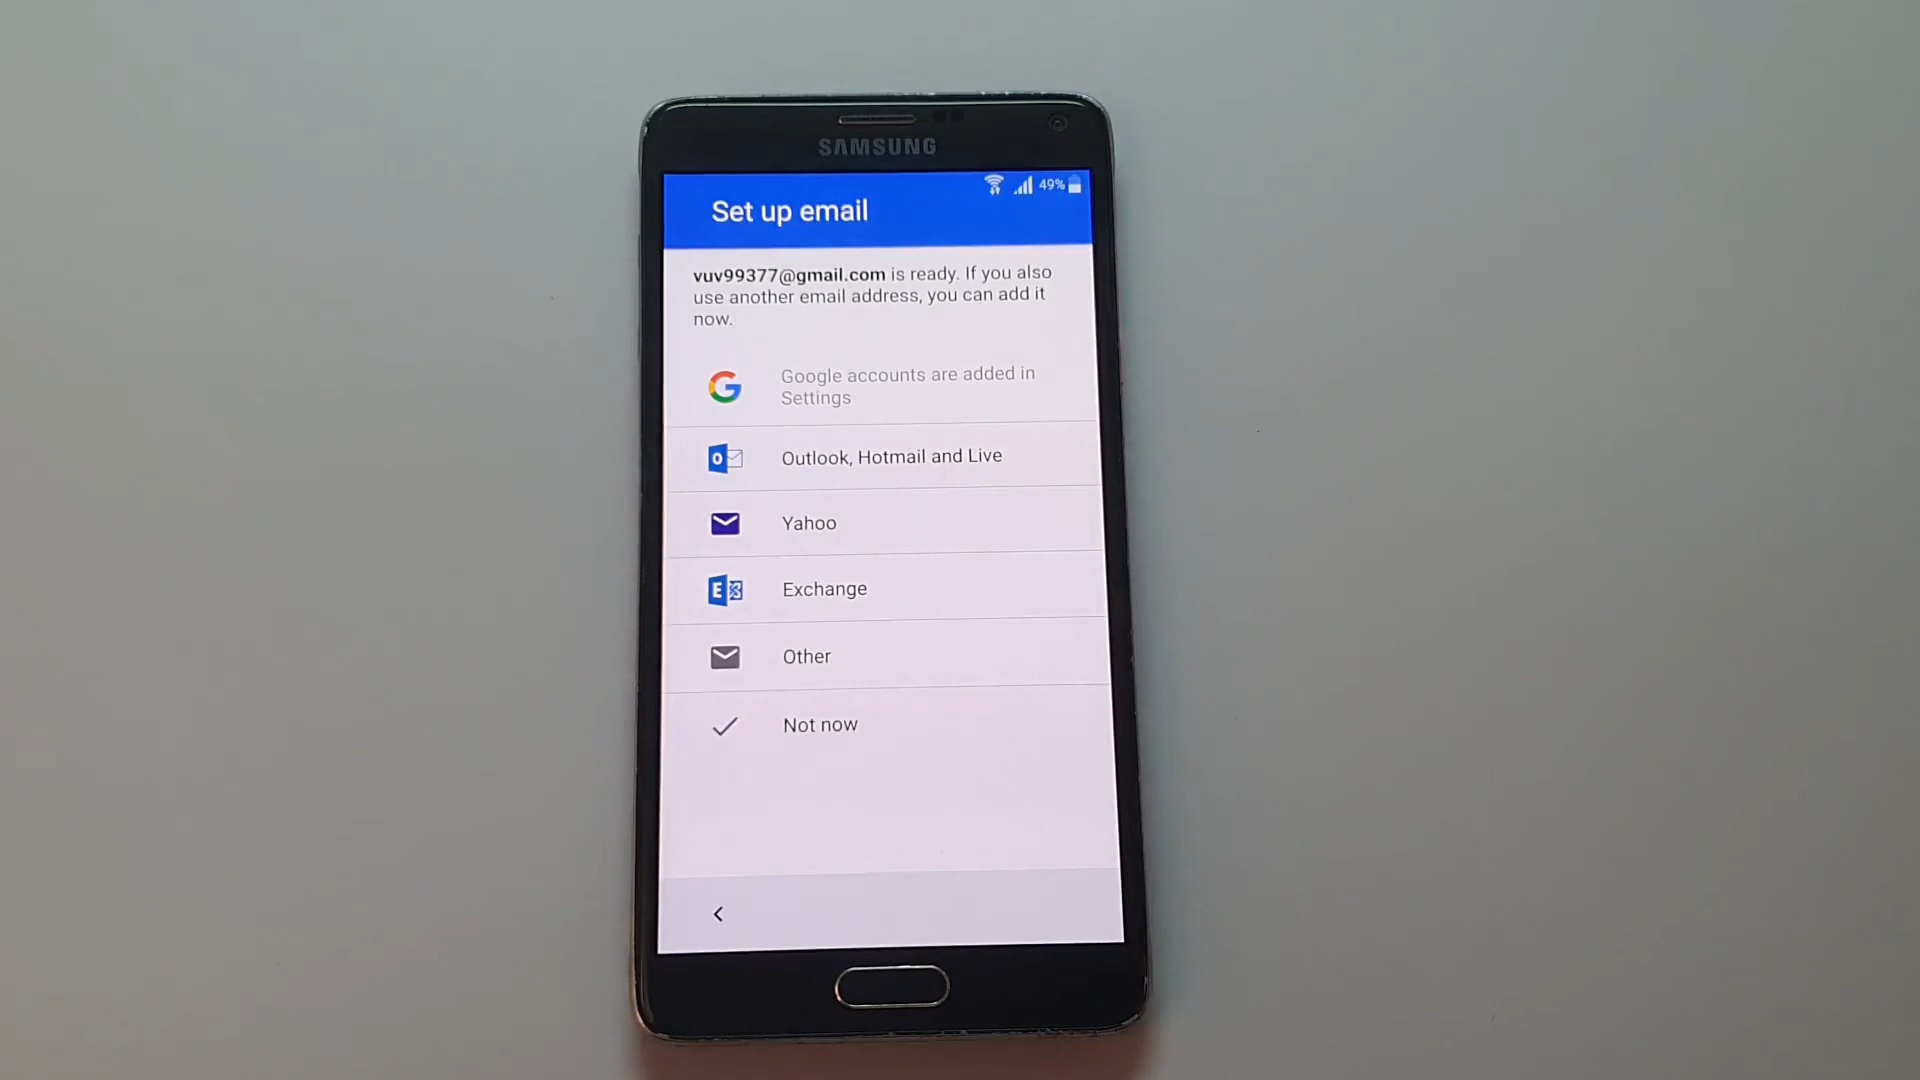 SAMSUNG
49%
Set up email
vuv99377@gmail.com is ready. If you also
use another email address, you can add it
now.
Google accounts are added in
Settings
Outlook, Hotmail and Live
Yahoo
Exchange
Other
Not now